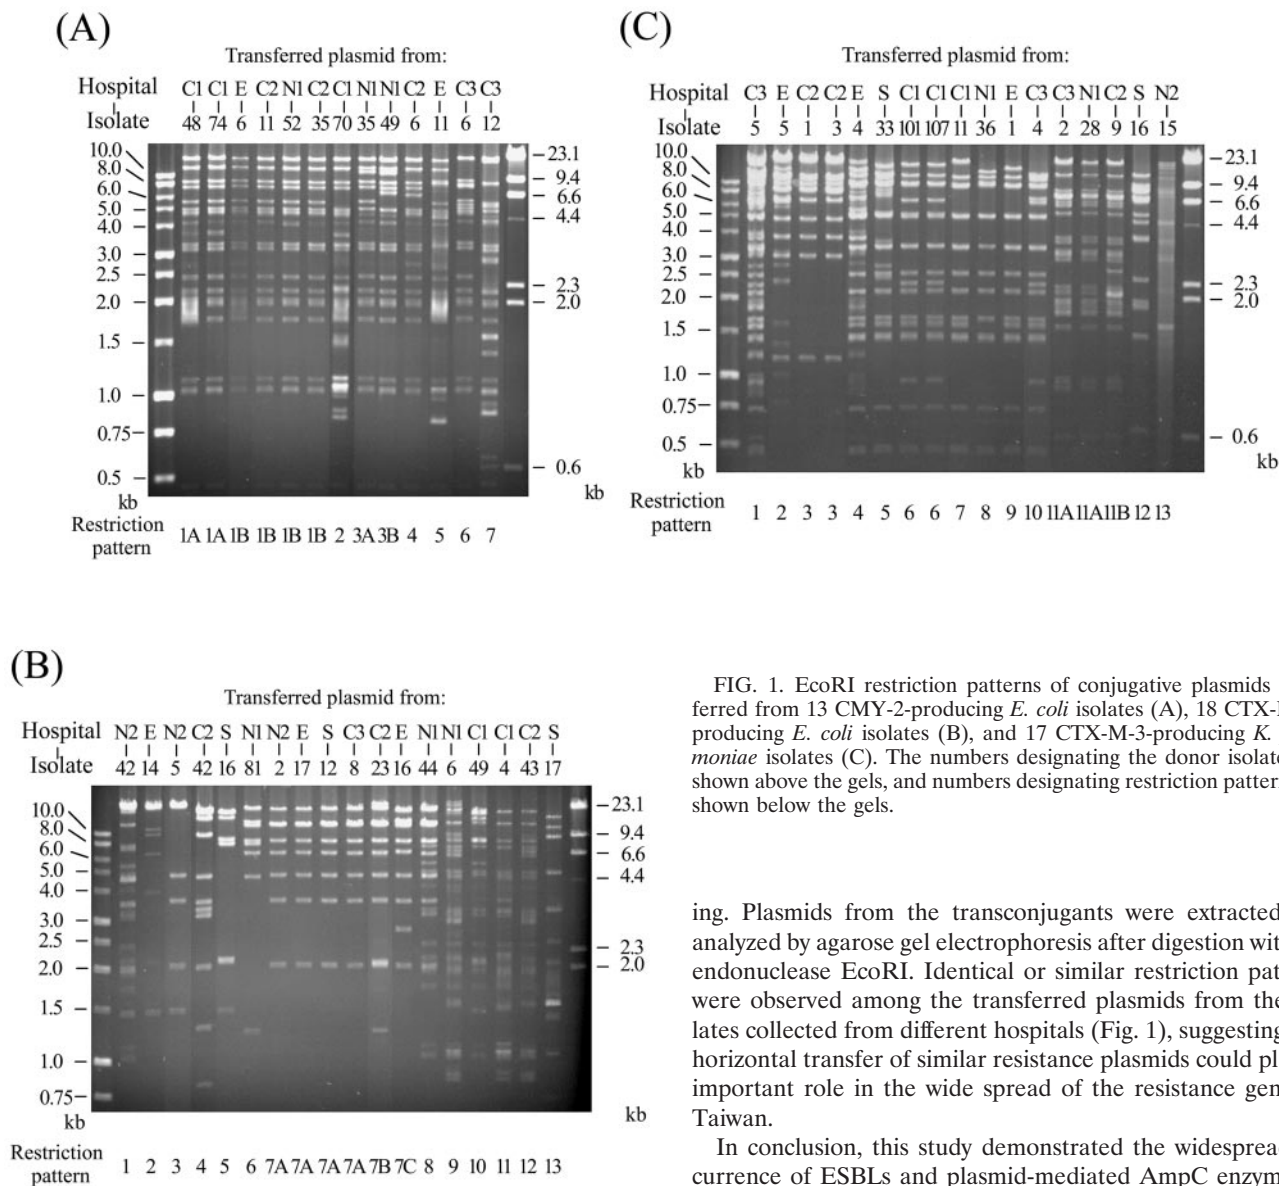 (A)
Transferred plasmid from:
Hospital C1 C1 E C2 N1 C2 C1 N1 N1 C2 E C3 C3
Isolate 48 74 6 11 52 35 70 35 49 6 11 6 12
10.0
8.0
6.0
5.0
4.0
3.0
2.5
2.0
1.5
1.0
0.75
0.5
kb
23.1
9.4
6.6
4.4
2.3
2.0
0.6
kb
Restriction
pattern 1A 1A 1B 1B 1B 1B 2 3A 3B 4 5 6 7
(C)
Transferred plasmid from:
Hospital C3 E C2 C2 E S C1 C1 C1 N1 E C3 C3 N1 C2 S N2
Isolate 5 5 1 3 4 33 101 107 11 36 1 4 2 28 9 16 15
10.0
8.0
6.0
5.0
4.0
3.0
2.5
2.0
1.5
1.0
0.75
0.5
kb
23.1
9.4
6.6
4.4
2.3
2.0
0.6
kb
Restriction
pattern 1 2 3 3 4 5 6 6 7 8 9 10 11A 11A 11B 12 13
(B)
Transferred plasmid from:
Hospital N2 E N2 C2 S N1 N2 E S C3 C2 E N1 N1 C1 C1 C2 S
Isolate 42 14 5 42 16 81 2 17 12 8 23 16 44 6 49 4 43 17
10.0
8.0
6.0
5.0
4.0
3.0
2.5
2.0
1.5
1.0
0.75
kb
23.1
9.4
6.6
4.4
2.3
2.0
kb
Restriction
pattern 1 2 3 4 5 6 7A 7A 7A 7A 7B 7C 8 9 10 11 12 13
FIG. 1. EcoRI restriction patterns of conjugative plasmids
ferred from 13 CMY-2-producing E. coli isolates (A), 18 CTX-
producing E. coli isolates (B), and 17 CTX-M-3-producing K.
moniae isolates (C). The numbers designating the donor isolate
shown above the gels, and numbers designating restriction pattern
shown below the gels.
ing. Plasmids from the transconjugants were extracted
analyzed by agarose gel electrophoresis after digestion wit
endonuclease EcoRI. Identical or similar restriction pat
were observed among the transferred plasmids from the
lates collected from different hospitals (Fig. 1), suggesting
horizontal transfer of similar resistance plasmids could pl
important role in the wide spread of the resistance gen
Taiwan.
In conclusion, this study demonstrated the widesprea
currence of ESBLs and plasmid-mediated AmpC enzym